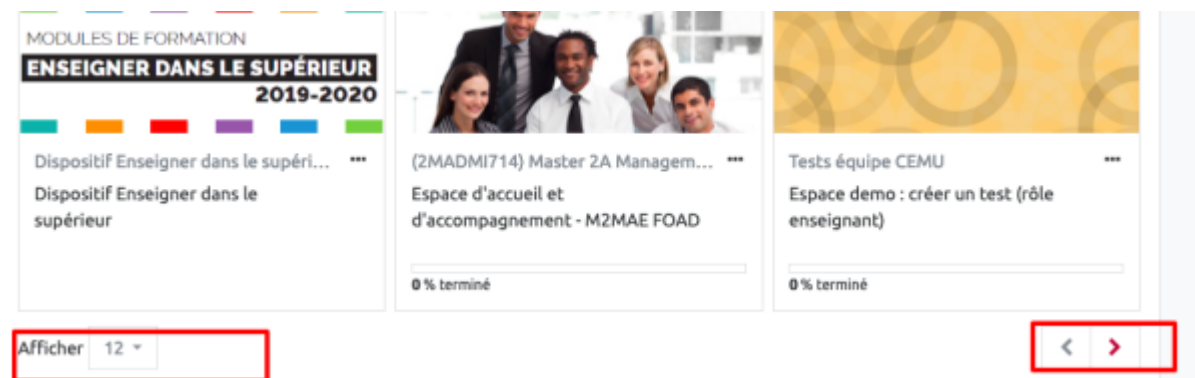 MODULES DE FORMATION
ENSEIGNER DANS LE SUPÉRIEUR
2019-2020
Dispositif Enseigner dans le supéri... ···
Dispositif Enseigner dans le
supérieur
(2MADMI714) Master 2A Managem... ···
Espace d'accueil et
d'accompagnement - M2MAE FOAD
0 % terminé
Tests équipe CEMU ···
Espace demo : créer un test (rôle
enseignant)
0 % terminé
Afficher 12